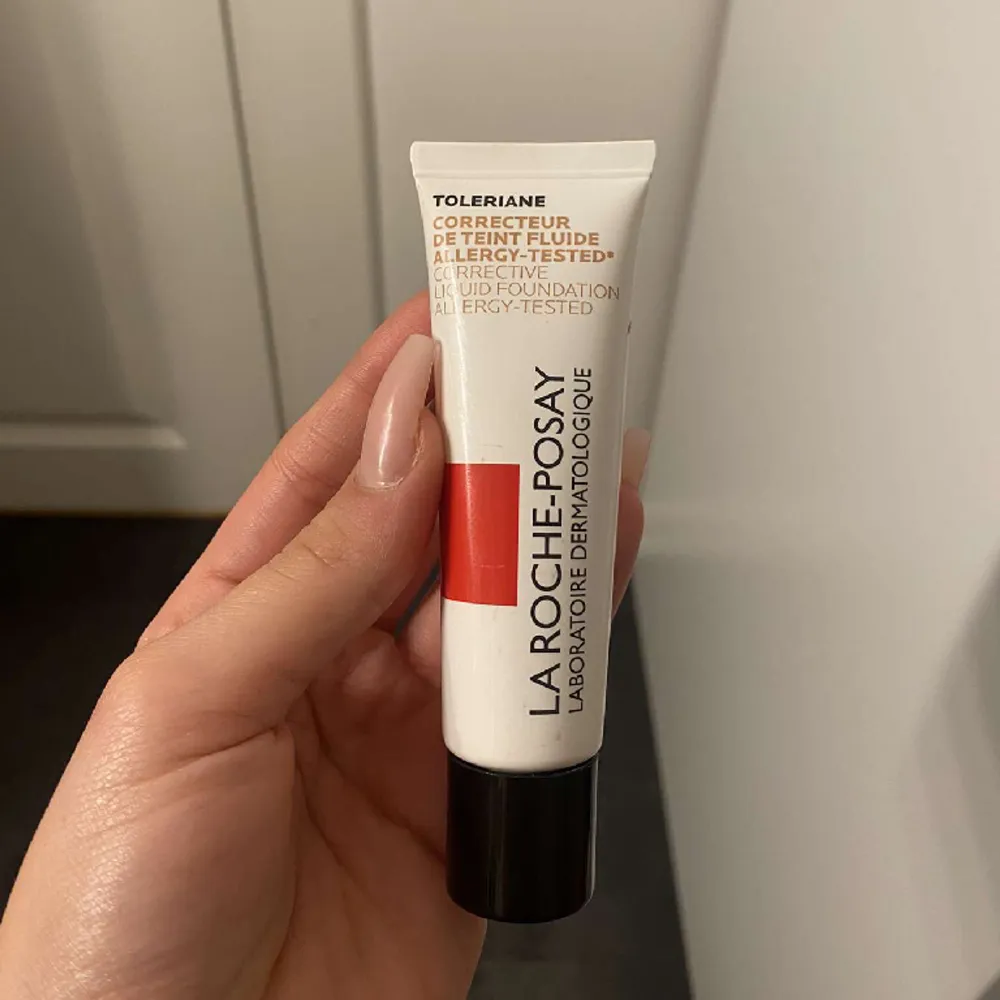 TOLERIANE
CORRECTEUR
DE TEINT FLUIDE
ALLERGY-TESTED*
CORRECTIVE
LIQUID FOUNDATION
ALLERGY-TESTED
LA ROCHE-POSAY
LABORATOIRE DERMATOLOGIQUE